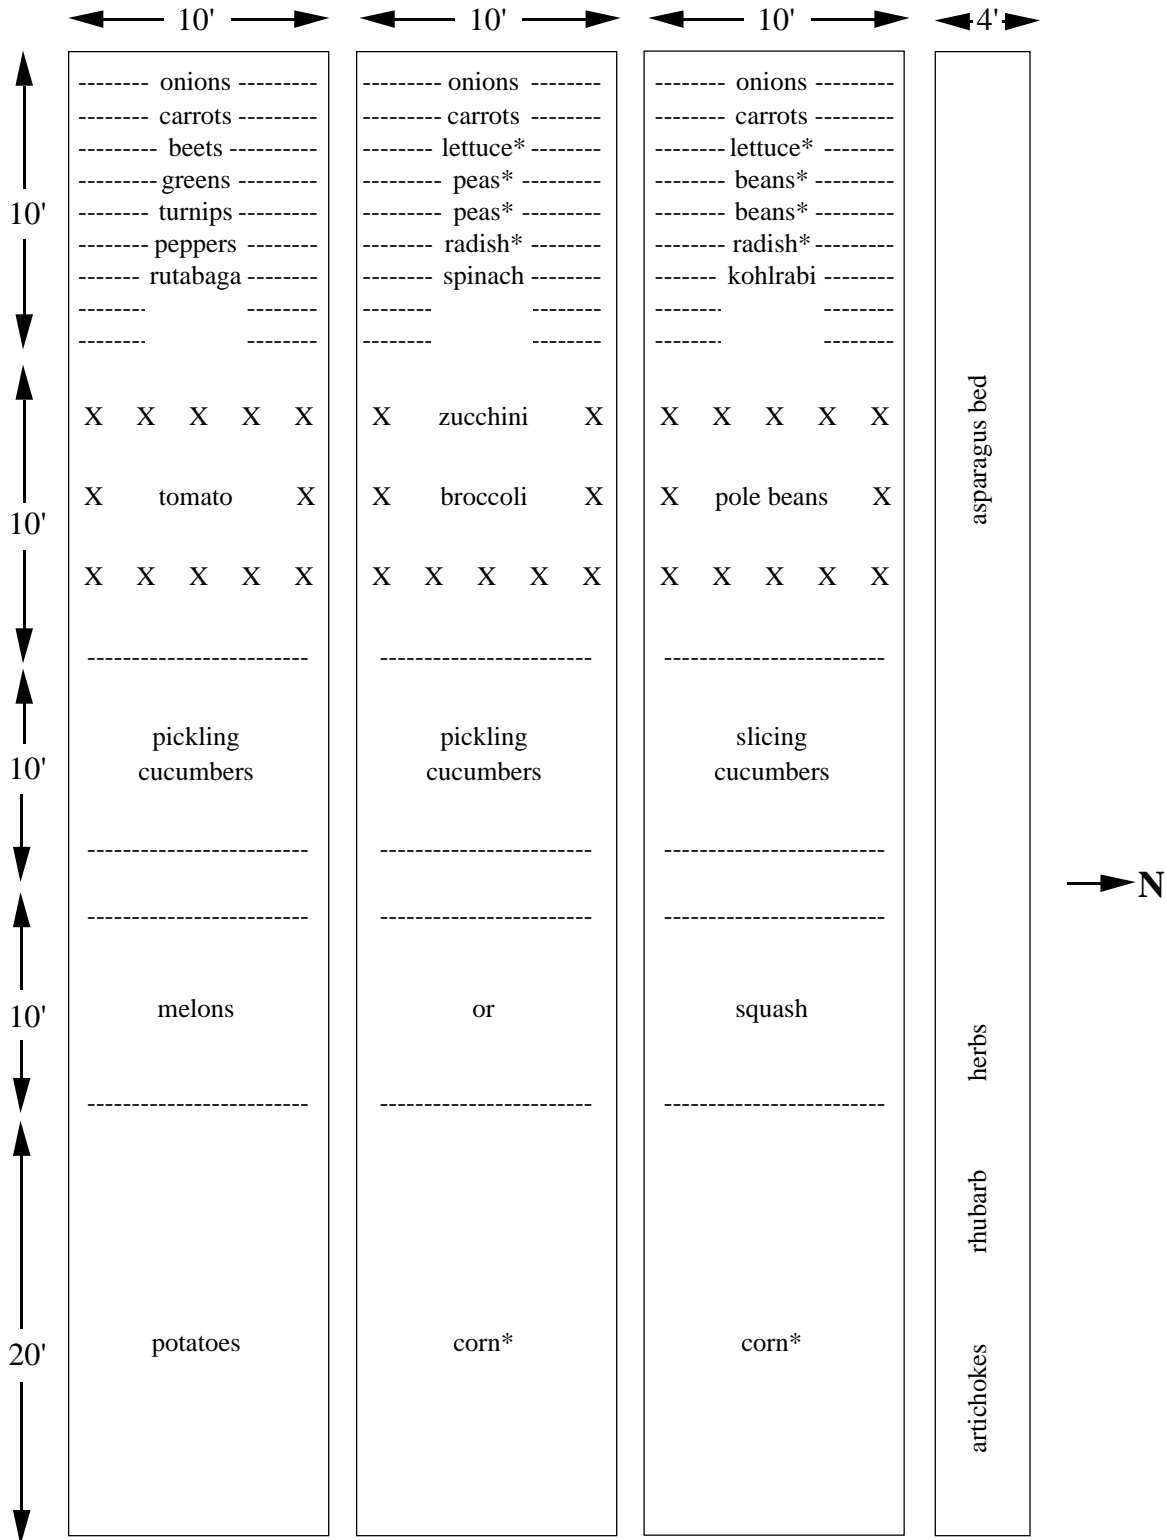 10' 10' 10' 4'
onions onions onions
carrots carrots carrots
beets lettuce* lettuce*
greens peas* beans*
10' turnips peas* beans*
peppers radish* radish*
rutabaga spinach kohlrabi
asparagus bed
X X X X X X zucchini X X X X X X
X tomato X X broccoli X X pole beans X
10'
X X X X X X X X X X X X X X X
pickling pickling slicing
10' cucumbers cucumbers cucumbers
N
10' melons or squash
herbs
rhubarb
20' potatoes corn* corn*
artichokes